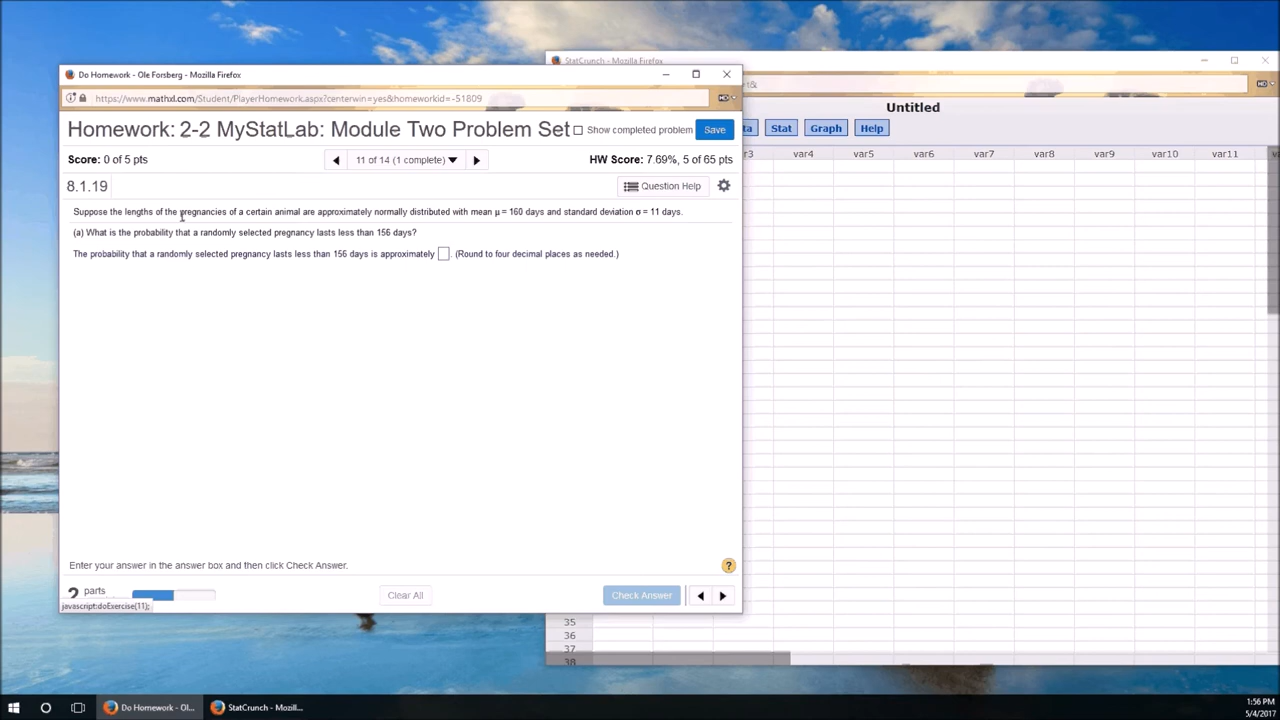 StatCrunch - Mozilla Firefox
Do Homework - Ole Forsberg - Mozilla Firefox
https://www.mathxl.com/Student/PlayerHomework.aspx?centerwin=yes&homeworkid=-51809
Untitled
Homework: 2-2 MyStatLab: Module Two Problem Set Show completed problem Save
Stat Graph Help
Score: 0 of 5 pts 11 of 14 (1 complete) HW Score: 7.69%, 5 of 65 pts
var4 var5 var6 var7 var8 var9 var10 var11
8.1.19 Question Help
Suppose the lengths of the pregnancies of a certain animal are approximately normally distributed with mean μ = 160 days and standard deviation σ = 11 days.
(a) What is the probability that a randomly selected pregnancy lasts less than 156 days?
The probability that a randomly selected pregnancy lasts less than 156 days is approximately . (Round to four decimal places as needed.)
Enter your answer in the answer box and then click Check Answer.
?
2 parts Clear All Check Answer
javascript:doExercise(11);
35
36
37
38
Do Homework - Ol... StatCrunch - Mozill...
1:56 PM
5/4/2017